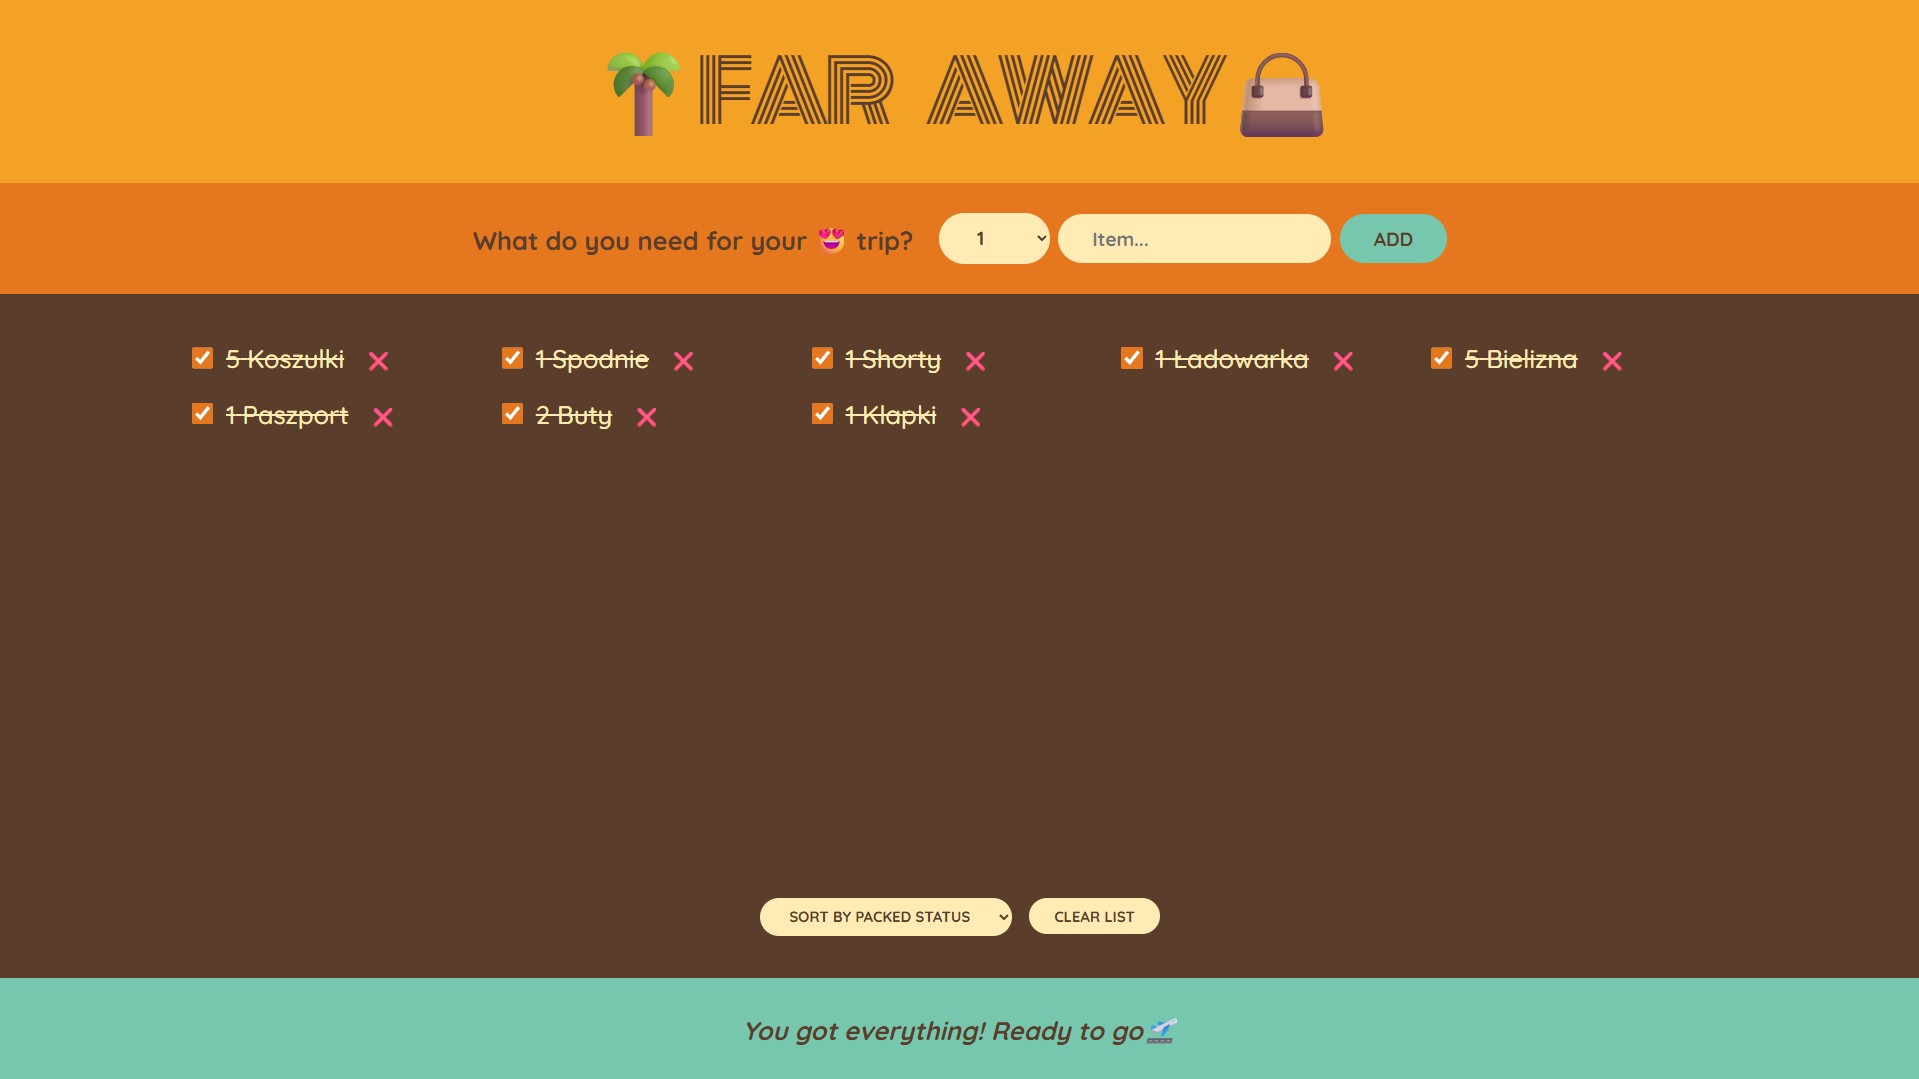 FAR AWAY
What do you need for your 😍 trip? 1 Item... ADD
5 Koszulki ❌ 1 Spodnie ❌ 1 Shorty ❌ 1 Ładowarka ❌ 5 Bielizna ❌
1 Paszport ❌ 2 Buty ❌ 1 Klapki ❌
SORT BY PACKED STATUS CLEAR LIST
You got everything! Ready to go🛫